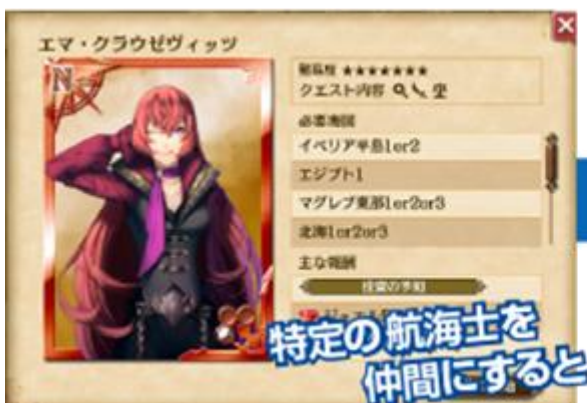 エマ・クラウゼヴィッツ
N
難易度 ★★★★★★★
クエスト内容
必要海図
イベリア半島1or2
エジプト1
マグレブ東部1or2or3
北海1or2or3
主な報酬
特定の航海士を
仲間にすると